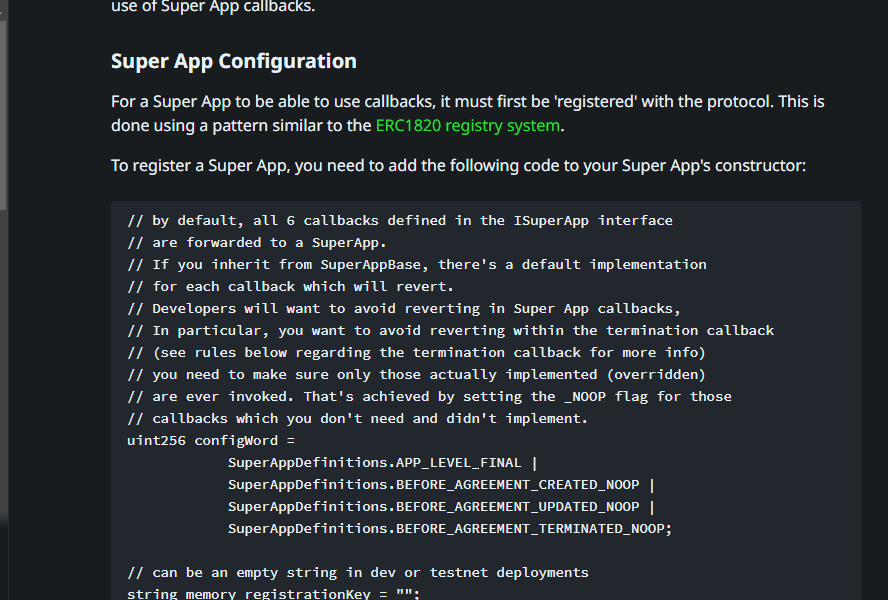 use of Super App callbacks.
Super App Configuration
For a Super App to be able to use callbacks, it must first be 'registered' with the protocol. This is
done using a pattern similar to the ERC1820 registry system.
To register a Super App, you need to add the following code to your Super App's constructor:
// by default, all 6 callbacks defined in the ISuperApp interface
// are forwarded to a SuperApp.
// If you inherit from SuperAppBase, there's a default implementation
// for each callback which will revert.
// Developers will want to avoid reverting in Super App callbacks,
// In particular, you want to avoid reverting within the termination callback
// (see rules below regarding the termination callback for more info)
// you need to make sure only those actually implemented (overridden)
// are ever invoked. That's achieved by setting the _NOOP flag for those
// callbacks which you don't need and didn't implement.
uint256 configWord =
SuperAppDefinitions.APP_LEVEL_FINAL |
SuperAppDefinitions.BEFORE_AGREEMENT_CREATED_NOOP |
SuperAppDefinitions.BEFORE_AGREEMENT_UPDATED_NOOP |
SuperAppDefinitions.BEFORE_AGREEMENT_TERMINATED_NOOP;
// can be an empty string in dev or testnet deployments
string memory registrationKey = "";